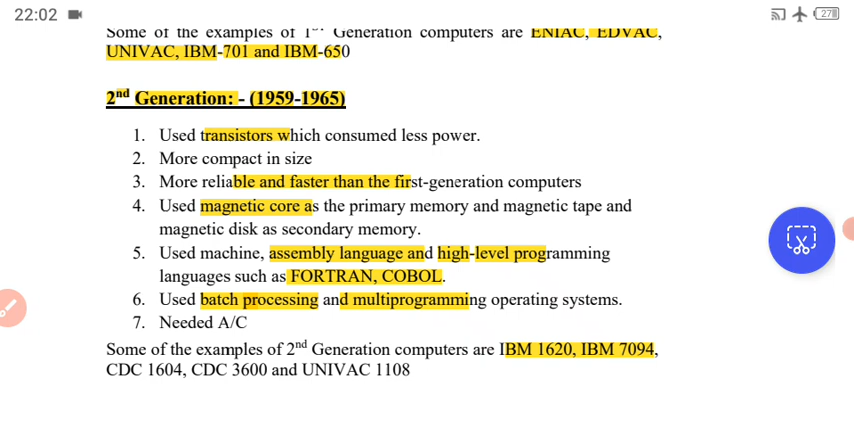 22:02
27
Some of the examples of 1st Generation computers are ENIAC, EDVAC,
UNIVAC, IBM-701 and IBM-650
2nd Generation: - (1959-1965)
1. Used transistors which consumed less power.
2. More compact in size
3. More reliable and faster than the first-generation computers
4. Used magnetic core as the primary memory and magnetic tape and
magnetic disk as secondary memory.
5. Used machine, assembly language and high-level programming
languages such as FORTRAN, COBOL.
6. Used batch processing and multiprogramming operating systems.
7. Needed A/C
Some of the examples of 2nd Generation computers are IBM 1620, IBM 7094,
CDC 1604, CDC 3600 and UNIVAC 1108